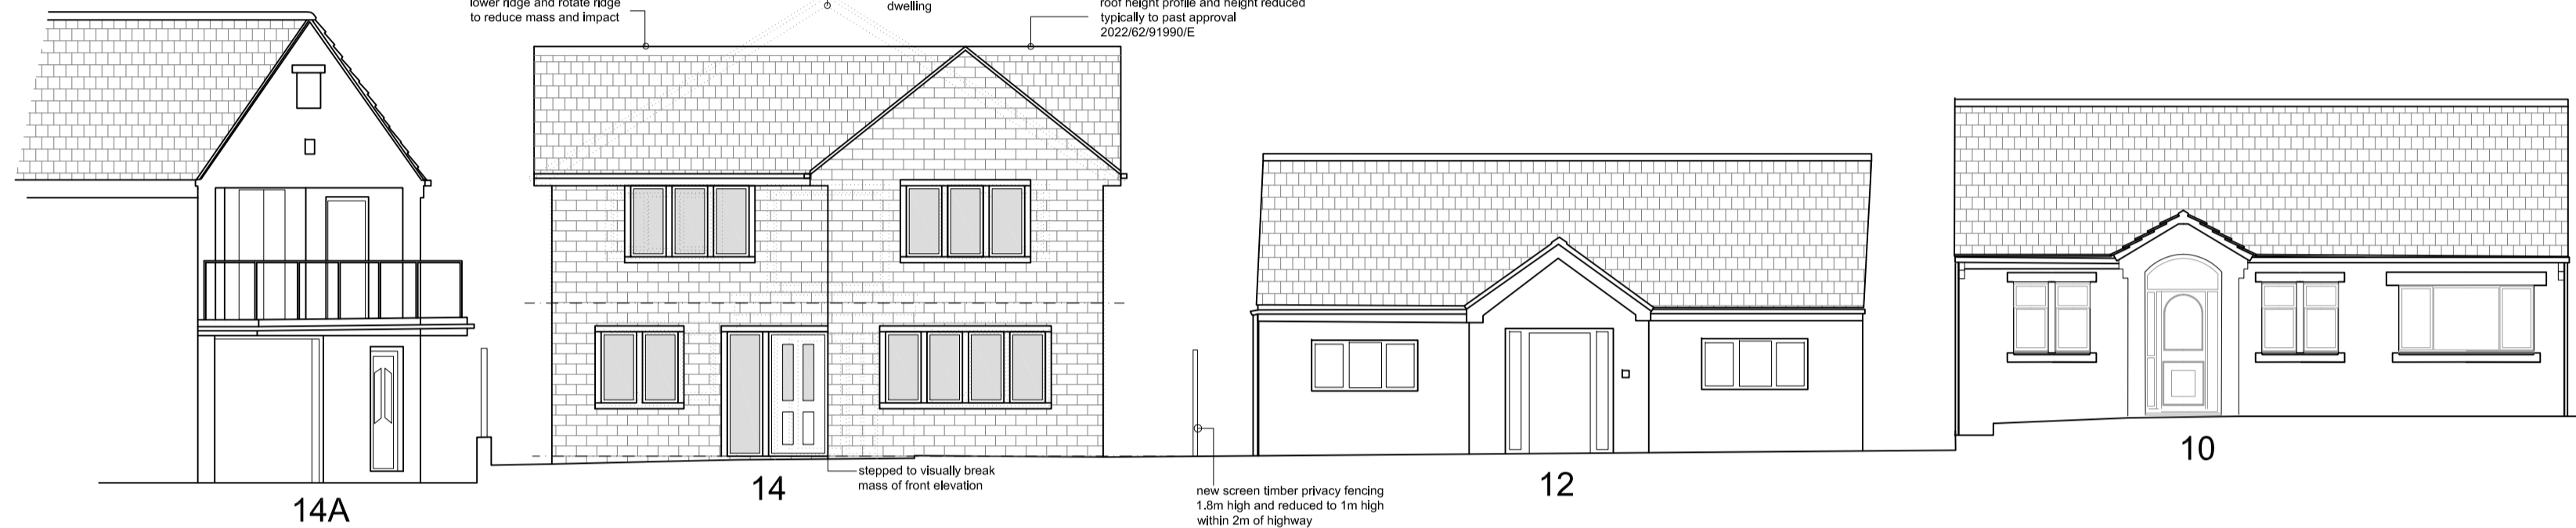 lower ridge and rotate ridge
to reduce mass and impact
dwelling
roof height profile and height reduced
typically to past approval
2022/62/91990/E
stepped to visually break
mass of front elevation
new screen timber privacy fencing
1.8m high and reduced to 1m high
within 2m of highway
14A
14
12
10